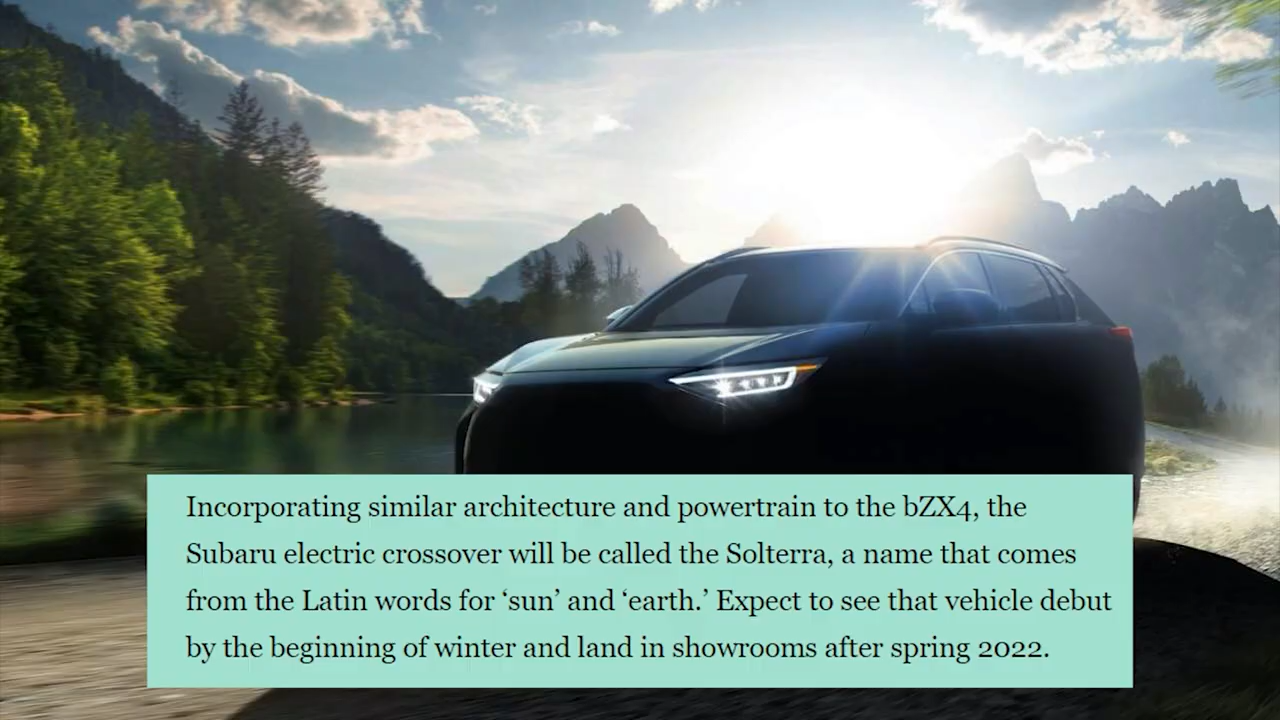 Incorporating similar architecture and powertrain to the bZX4, the
Subaru electric crossover will be called the Solterra, a name that comes
from the Latin words for ‘sun’ and ‘earth.’ Expect to see that vehicle debut
by the beginning of winter and land in showrooms after spring 2022.